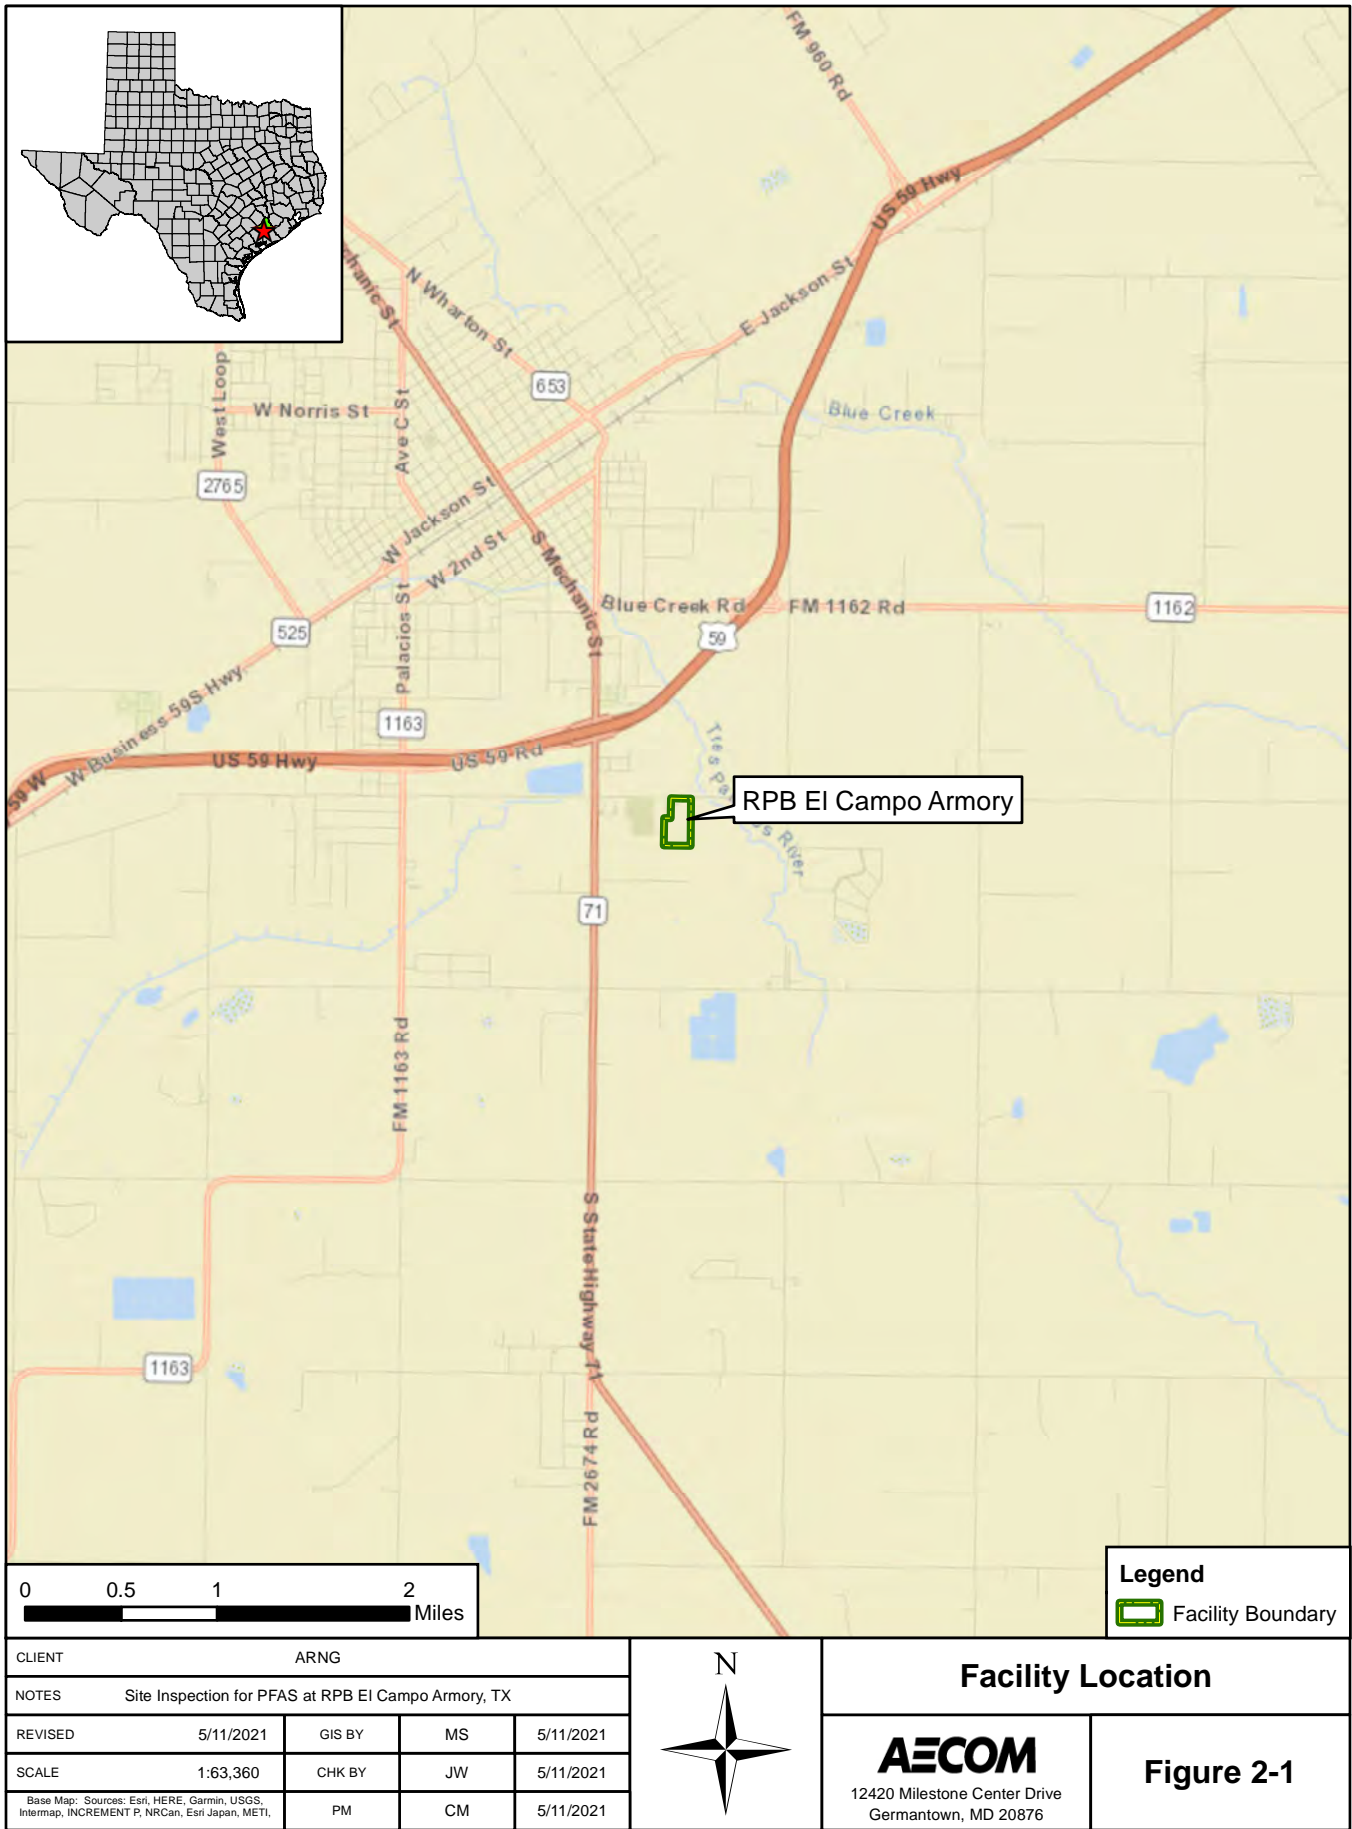 FM 960 Rd
US 59 Hwy
N Wharton St
E Jackson St
653
W Norris St
West Loop
Ave C St
Blue Creek
2765
W Jackson St
W 2nd St
S Mechanic St
Blue Creek Rd
FM 1162 Rd
1162
525
Palacios St
59
W Business 59S Hwy
1163
US 59 Hwy
US 59 Rd
59 W
RPB El Campo Armory
River
71
FM 1163 Rd
S State Highway 71
1163
FM 2674 Rd
0 0.5 1 2
Miles
Legend
Facility Boundary
CLIENT ARNG
NOTES Site Inspection for PFAS at RPB El Campo Armory, TX
REVISED 5/11/2021 GIS BY MS 5/11/2021
SCALE 1:63,360 CHK BY JW 5/11/2021
Base Map: Sources: Esri, HERE, Garmin, USGS,
Intermap, INCREMENT P, NRCan, Esri Japan, METI,
PM CM 5/11/2021
N
Facility Location
AECOM
12420 Milestone Center Drive
Germantown, MD 20876
Figure 2-1